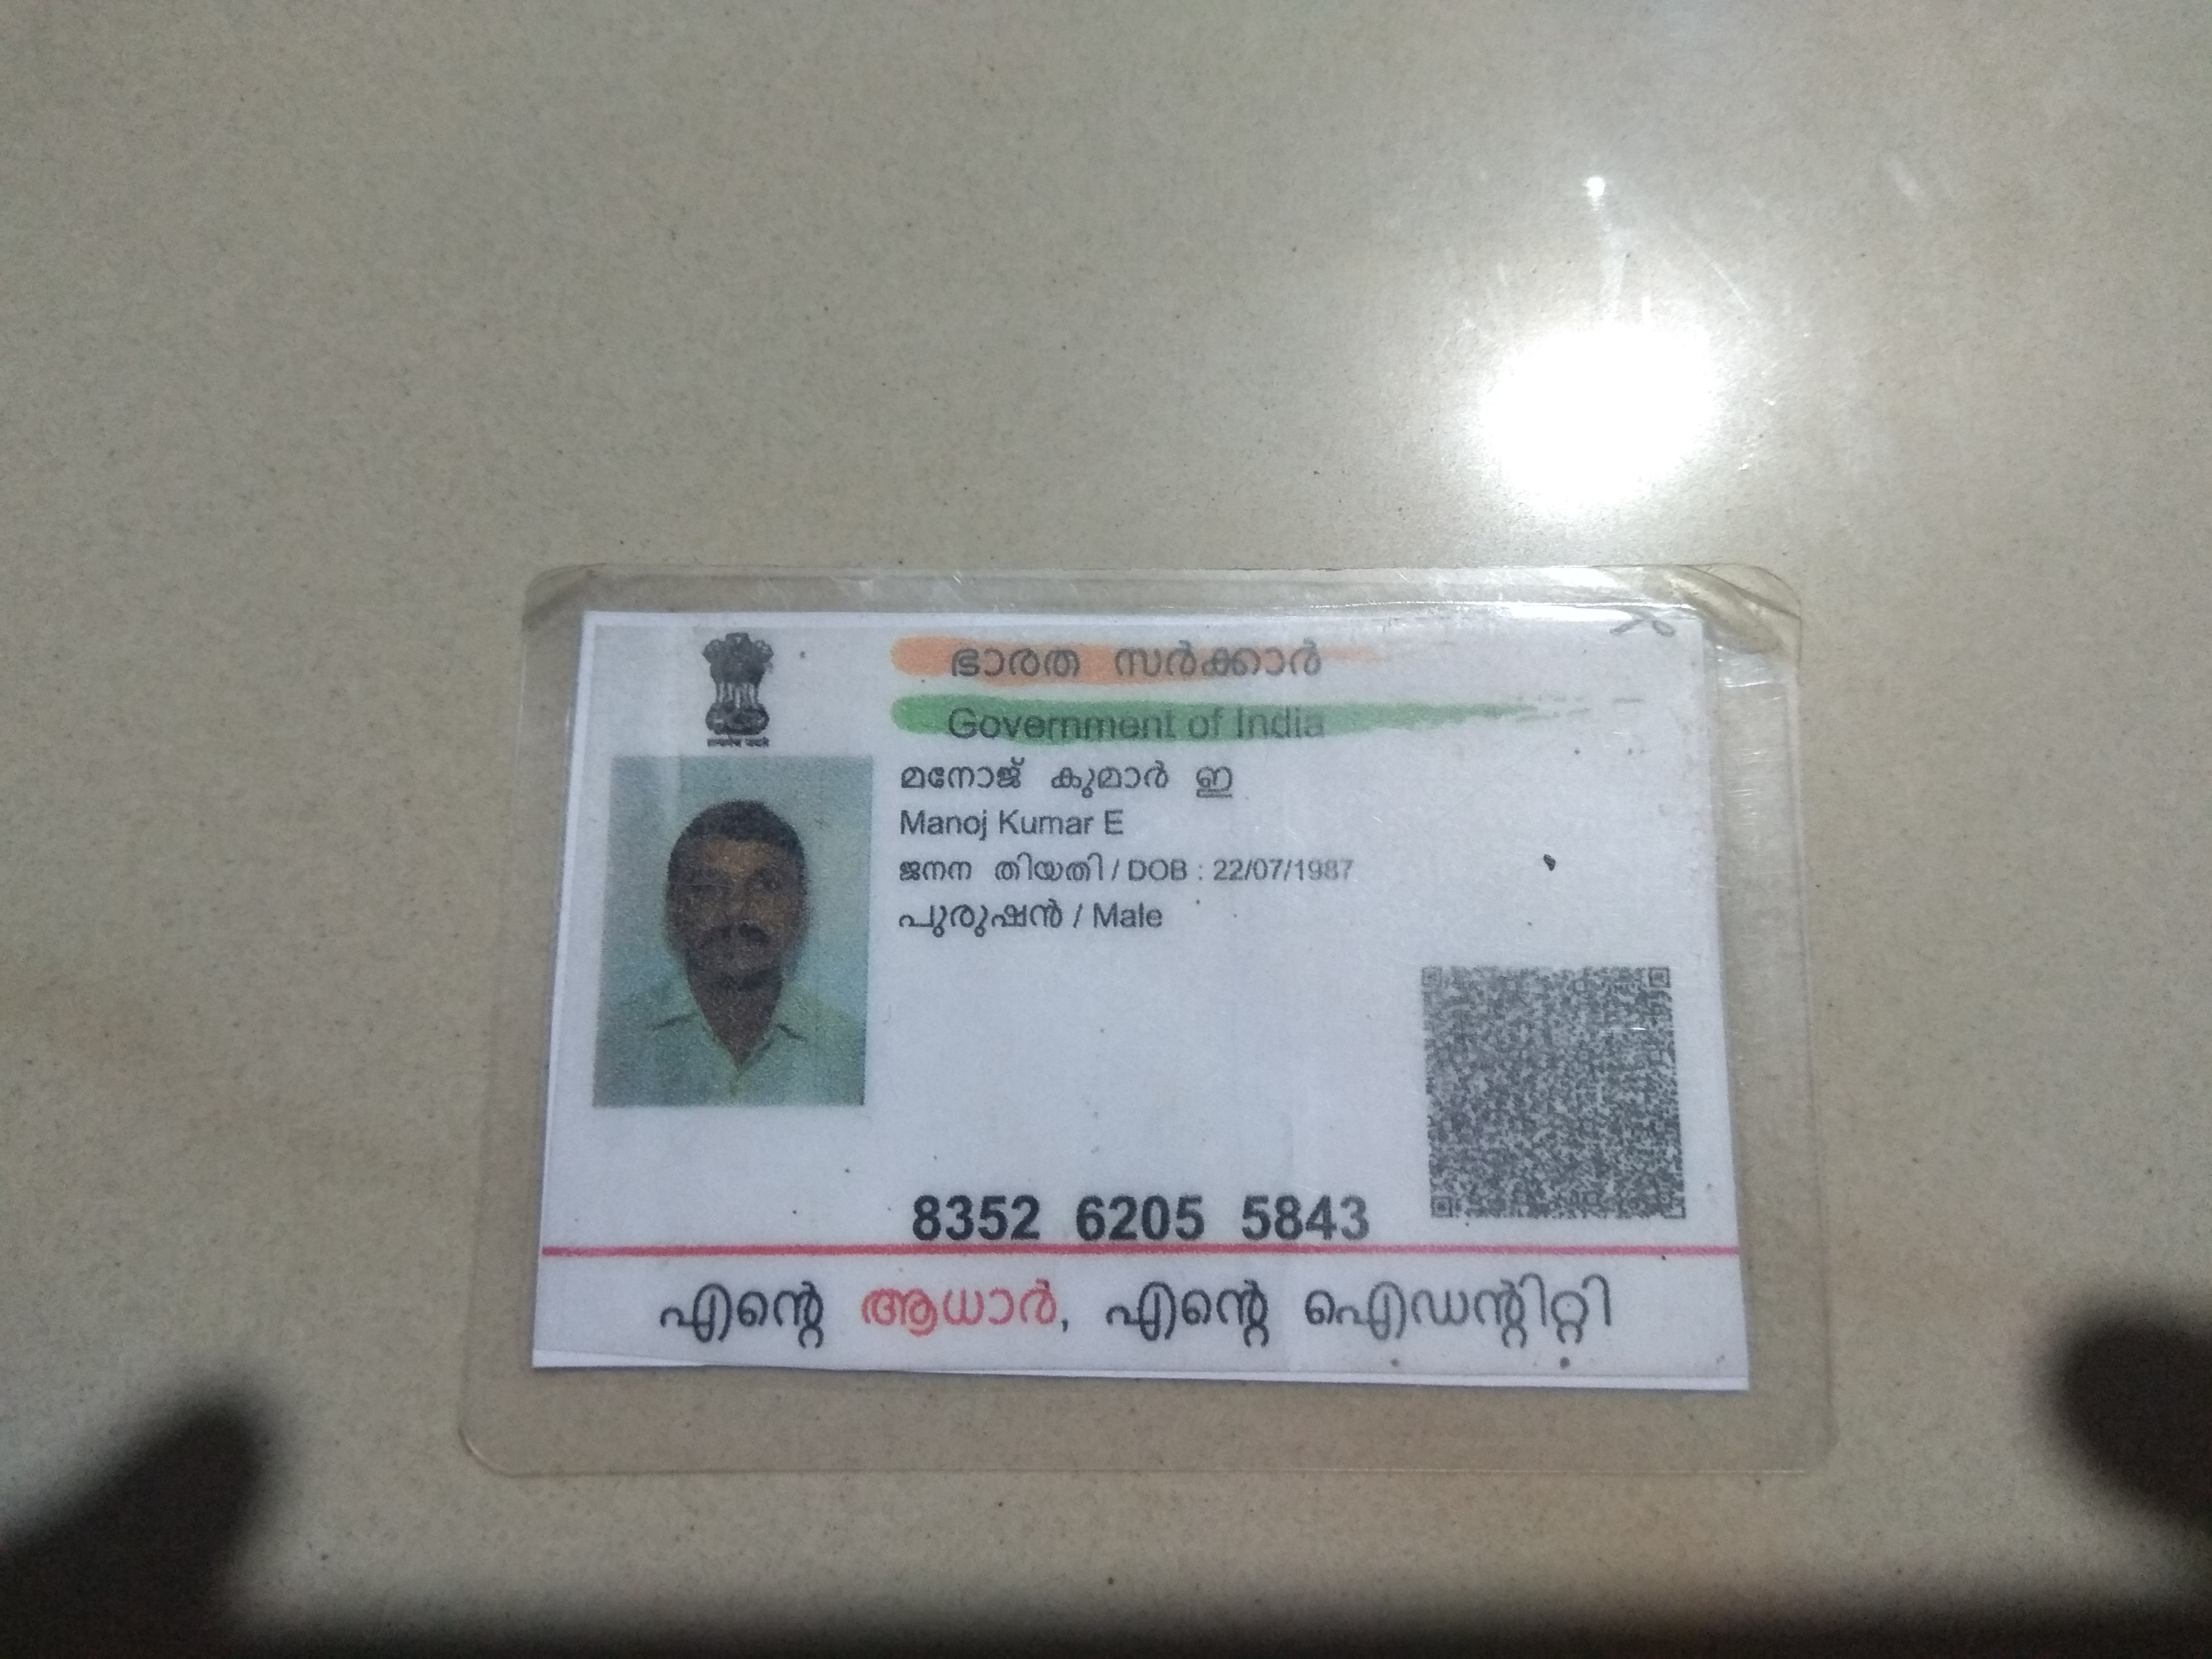 ഭാരത സർക്കാർ
Government of India
മനോജ് കുമാർ ഇ
Manoj Kumar E
ജനന തിയതി / DOB : 22/07/1987
പുരുഷൻ / Male
8352 6205 5843
എന്റെ ആധാർ, എന്റെ ഐഡന്റിറ്റി